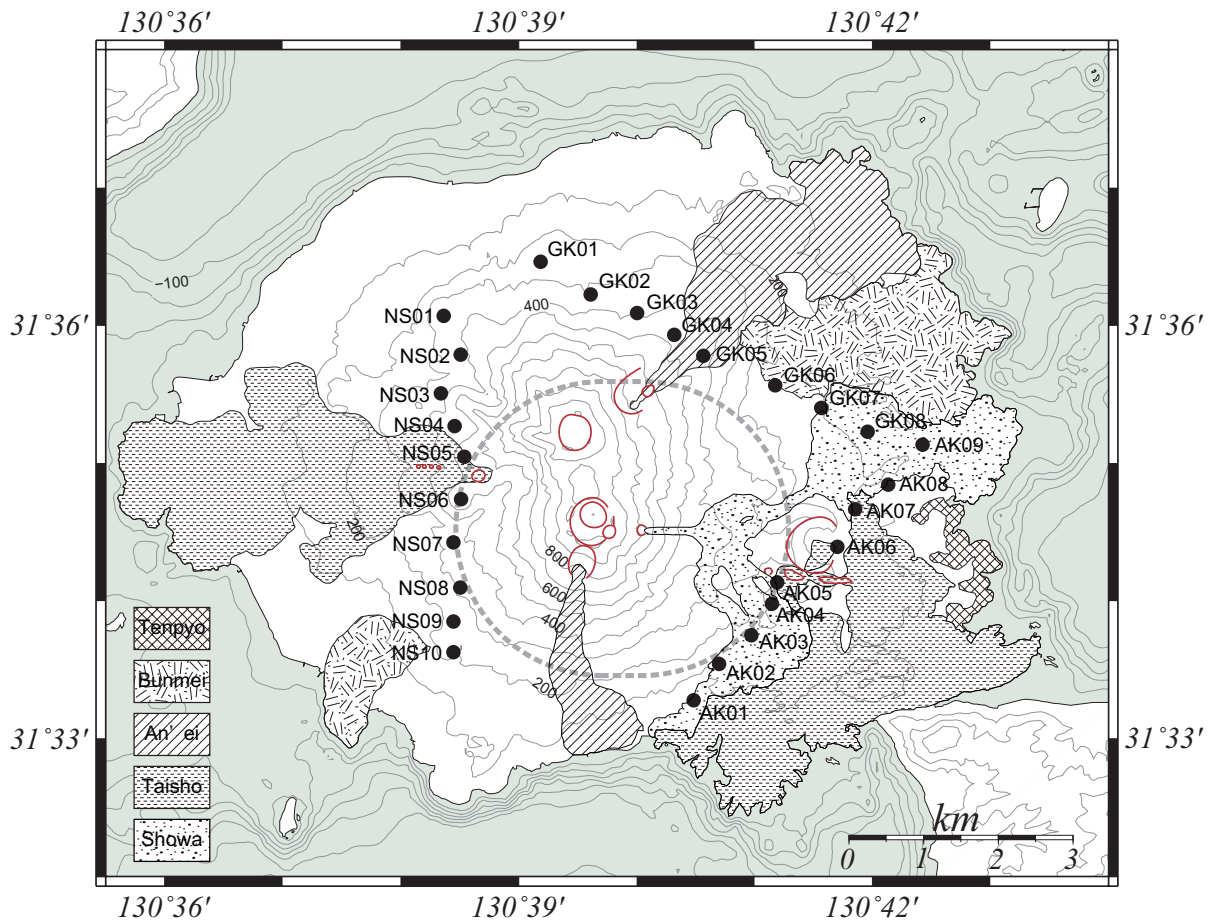 130˚36'
130˚39'
130˚42'
GK01
GK02
−100
200
400
GK03
31˚36'
NS01
GK04
31˚36'
NS02
GK05
GK06
NS03
GK07
NS04
GK08
AK09
NS05
AK08
NS06
AK07
200
NS07
AK06
800
NS08
600
AK05
AK04
Tenpyo
NS09
400
AK03
NS10
AK02
Bunmei
200
AK01
An' ei
31˚33'
31˚33'
Taisho
km
Showa
0 1 2 3
130˚36'
130˚39'
130˚42'